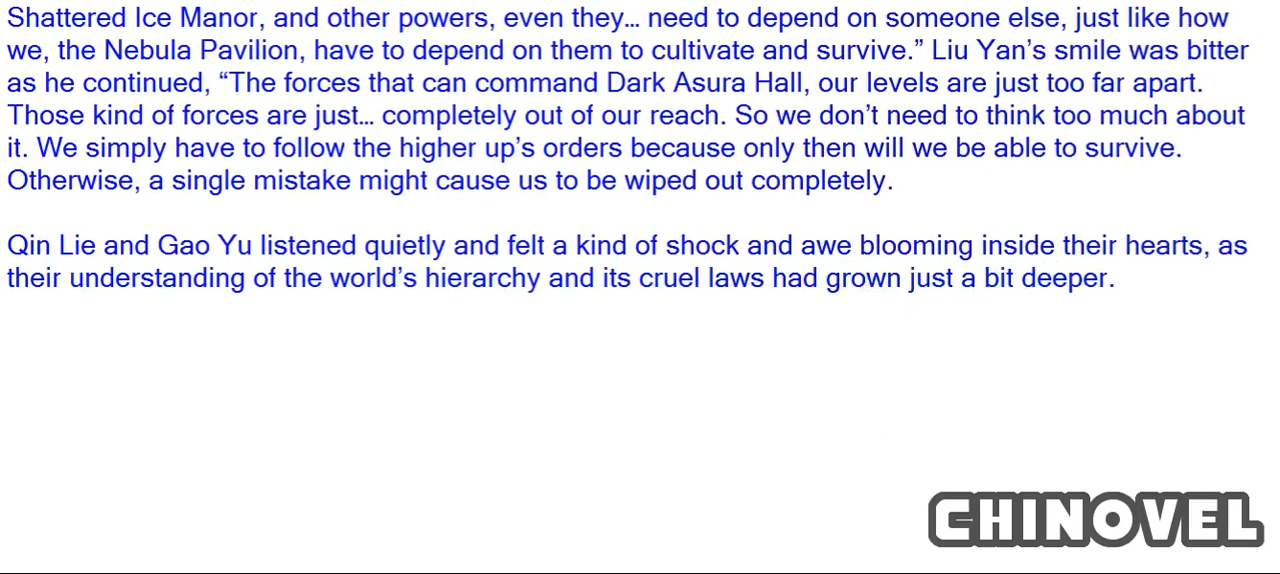 Shattered Ice Manor, and other powers, even they… need to depend on someone else, just like how
we, the Nebula Pavilion, have to depend on them to cultivate and survive.” Liu Yan’s smile was bitter
as he continued, “The forces that can command Dark Asura Hall, our levels are just too far apart.
Those kind of forces are just… completely out of our reach. So we don’t need to think too much about
it. We simply have to follow the higher up’s orders because only then will we be able to survive.
Otherwise, a single mistake might cause us to be wiped out completely.
Qin Lie and Gao Yu listened quietly and felt a kind of shock and awe blooming inside their hearts, as
their understanding of the world’s hierarchy and its cruel laws had grown just a bit deeper.
CHINOVEL